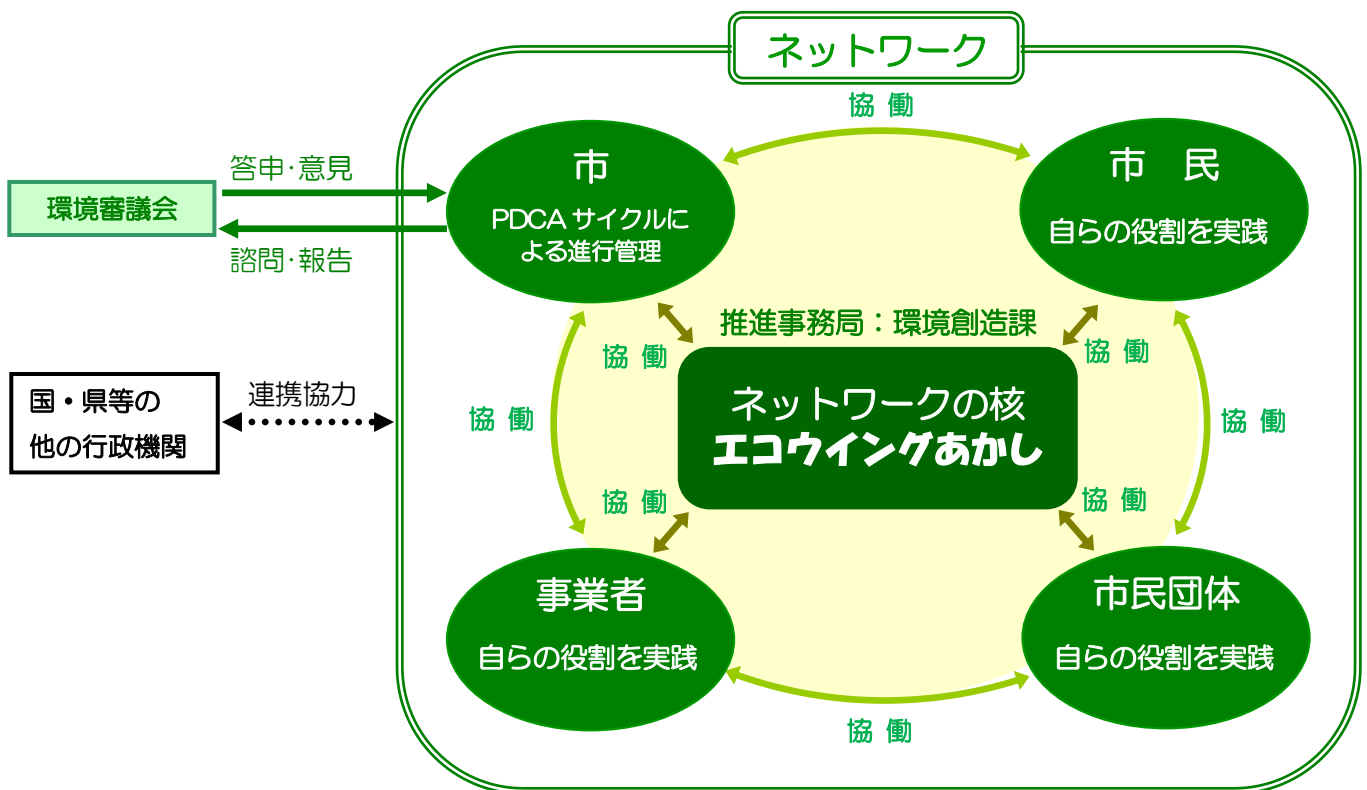 ネットワーク
協 働
市
PDCA サイクルに
よる進行管理
市 民
自らの役割を実践
答申･意見
環境審議会
諮問･報告
推進事務局：環境創造課
協 働
協 働
国・県等の
他の行政機関
連携協力
協 働
ネットワークの核
エコウイングあかし
協 働
協 働
協 働
事業者
自らの役割を実践
市民団体
自らの役割を実践
協 働